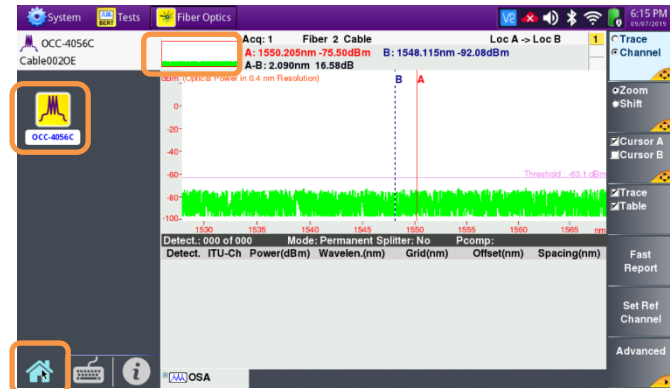 System
Tests
Fiber Optics
V2
6:15 PM
09/07/2019
OCC-4056C
Cable002OE
Acq: 1 Fiber 2 Cable Loc A -> Loc B 1
A: 1550.205nm -75.50dBm B: 1548.115nm -92.08dBm
A-B: 2.090nm 16.58dB
Trace
Channel
dBm (Optical Power in 0.4 nm Resolution)
B A
Zoom
Shift
0
-20
OCC-4056C
-40
Cursor A
Cursor B
-60
Threshold : -63.1 dBm
-80
Trace
Table
-100
1530 1535 1540 1545 1550 1555 1560 1565 nm
Detect.: 000 of 000 Mode: Permanent Splitter: No Pcomp:
Detect. ITU-Ch Power(dBm) Wavelen.(nm) Grid(nm) Offset(nm) Spacing(nm)
Fast
Report
Set Ref
Channel
Advanced
OSA